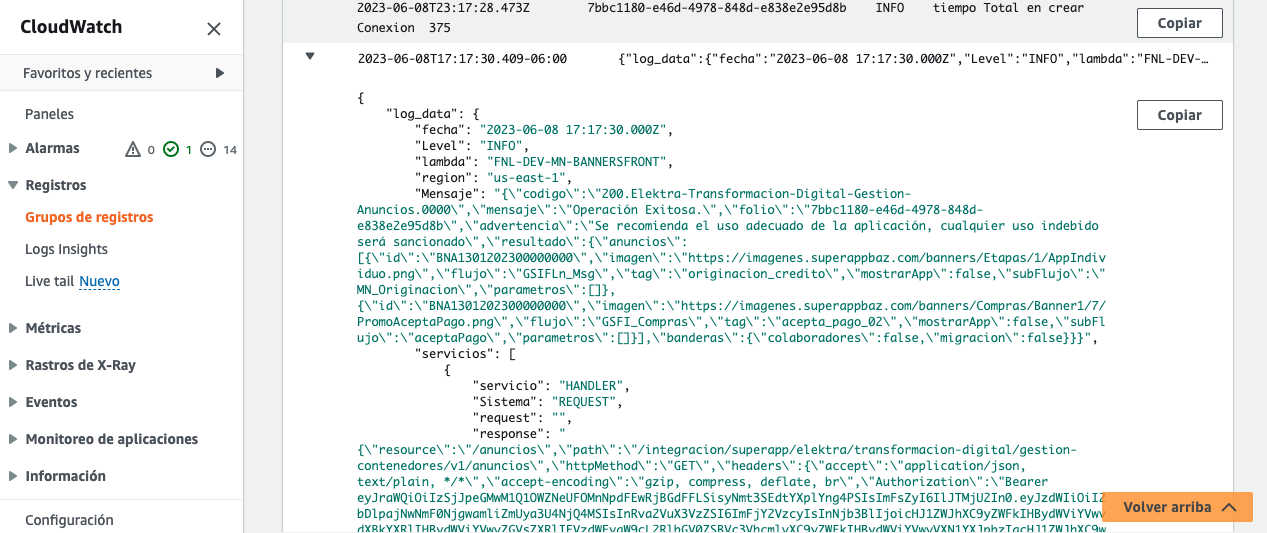 CloudWatch
Favoritos y recientes
Paneles
Alarmas 0 1 14
Registros
Grupos de registros
Logs Insights
Live tail Nuevo
Métricas
Rastros de X-Ray
Eventos
Monitoreo de aplicaciones
Información
Configuración
2023-06-08T23:17:28.473Z 7bbc1180-e46d-4978-848d-e838e2e95d8b INFO tiempo Total en crear
Conexion 375
Copiar
2023-06-08T17:17:30.409-06:00 {"log_data":{"fecha":"2023-06-08 17:17:30.000Z","Level":"INFO","lambda":"FNL-DEV-…
Copiar
{
"log_data": {
"fecha": "2023-06-08 17:17:30.000Z",
"Level": "INFO",
"lambda": "FNL-DEV-MN-BANNERSFRONT",
"region": "us-east-1",
"Mensaje": "{\"codigo\":\"200.Elektra-Transformacion-Digital-Gestion-
Anuncios.0000\",\"mensaje\":\"Operación Exitosa.\",\"folio\":\"7bbc1180-e46d-4978-848d-
e838e2e95d8b\",\"advertencia\":\"Se recomienda el uso adecuado de la aplicación, cualquier uso indebido
será sancionado\",\"resultado\":{\"anuncios\":
[{\"id\":\"BNA1301202300000000\",\"imagen\":\"https://imagenes.superappbaz.com/banners/Etapas/1/AppIndiv
iduo.png\",\"flujo\":\"GSIFLn_Msg\",\"tag\":\"originacion_credito\",\"mostrarApp\":false,\"subFlujo\":\"
MN_Originacion\",\"parametros\":[]},
{\"id\":\"BNA1301202300000000\",\"imagen\":\"https://imagenes.superappbaz.com/banners/Compras/Banner1/7/
PromoAceptaPago.png\",\"flujo\":\"GSFI_Compras\",\"tag\":\"acepta_pago_02\",\"mostrarApp\":false,\"subFl
ujo\":\"aceptaPago\",\"parametros\":[]}],\"banderas\":{\"colaboradores\":false,\"migracion\":false}}}",
"servicios": [
{
"servicio": "HANDLER",
"Sistema": "REQUEST",
"request": "",
"response": "
{\"resource\":\"/anuncios\",\"path\":\"/integracion/superapp/elektra/transformacion-digital/gestion-
contenedores/v1/anuncios\",\"httpMethod\":\"GET\",\"headers\":{\"accept\":\"application/json,
text/plain, */*\",\"accept-encoding\":\"gzip, compress, deflate, br\",\"Authorization\":\"Bearer
Volver arriba